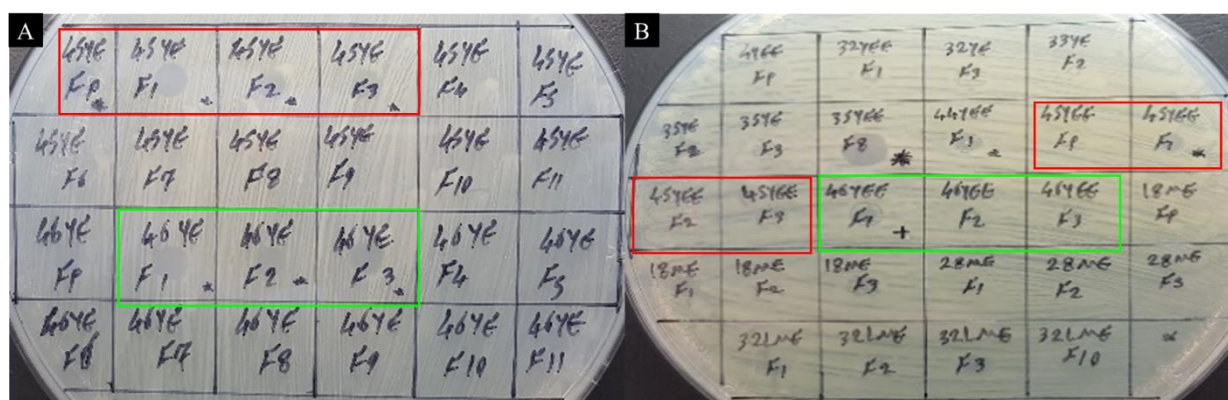 A
45YE 45YE 45YE 45YE 45YE 45YE
FP* F1 * F2 * F3 * F4 F5
45YE 45YE 45YE 45YE 45YE 45YE
F6 F7 F8 F9 F10 F11
46YE 46YE 46YE 46YE 46YE 46YE
FP F1 * F2 * F3 * F4 F5
46YE 46YE 46YE 46YE 46YE 46YE
F6 F7 F8 F9 F10 F11
B
4YEE 32YEE 32YE 33YE
FP F1 F3 F2
35YE 35YE 35YEE 44YEE 45YEE 45YEE
F2 F3 F8 * F3 FP F1 *
45YEE 45YEE 46YEE 46YEE 46YEE 18ME
F2 F3 F1 + F2 F3 FP
18ME 18ME 18ME 28ME 28ME 28ME
F1 F2 F3 F1 F2 F3
32LME 32LME 32LME 32LME *
F1 F2 F3 F10